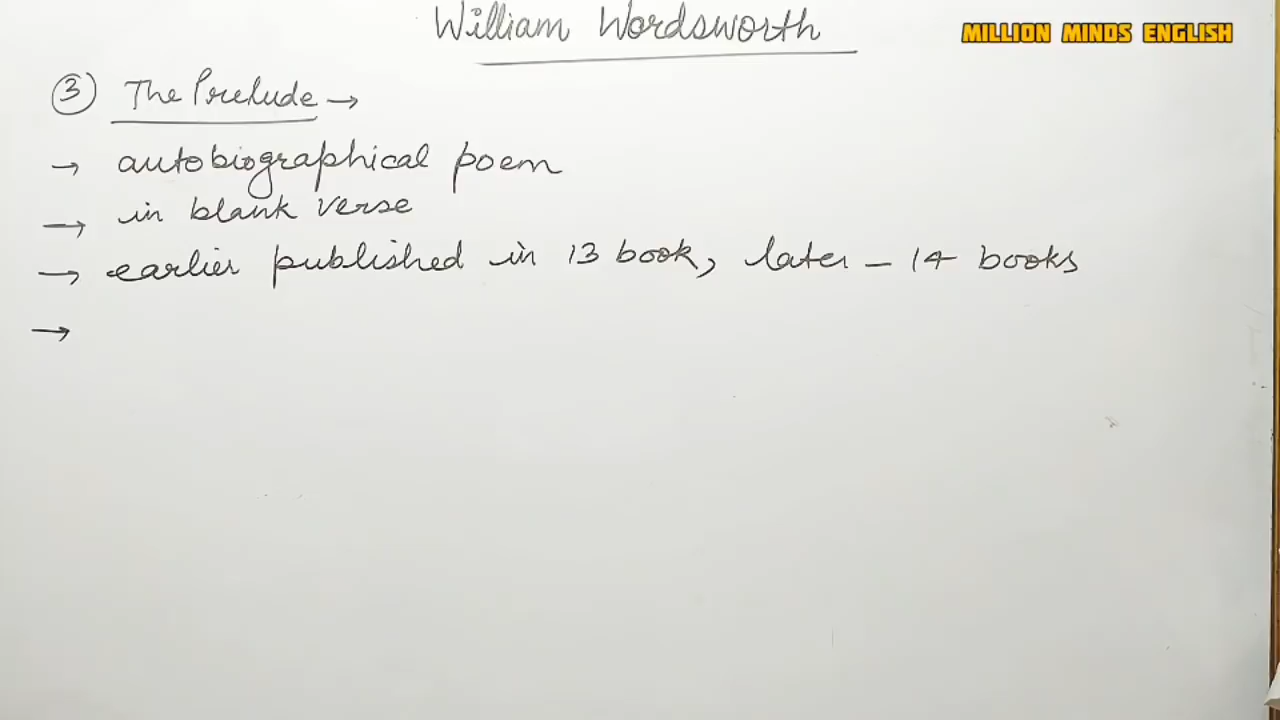 William Wordsworth
MILLION MINDS ENGLISH
③ The Prelude →
→ autobiographical poem
→ in blank verse
→ earlier published in 13 book, later – 14 books
→